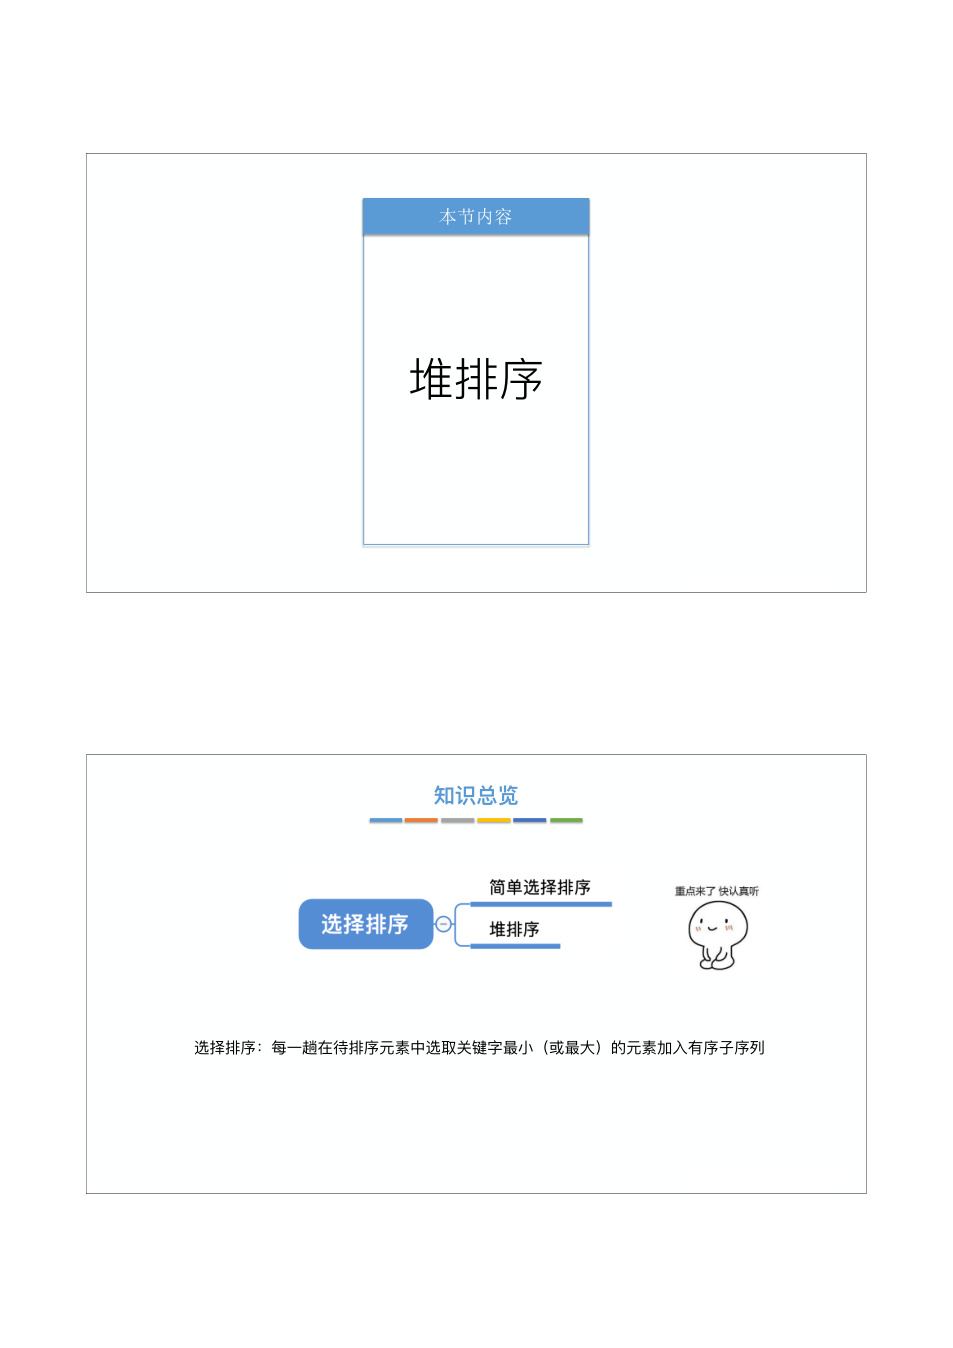 本节内容
堆排序
知识总览
选择排序
简单选择排序
堆排序
重点来了 快认真听
选择排序：每一趟在待排序元素中选取关键字最小（或最大）的元素加入有序子序列